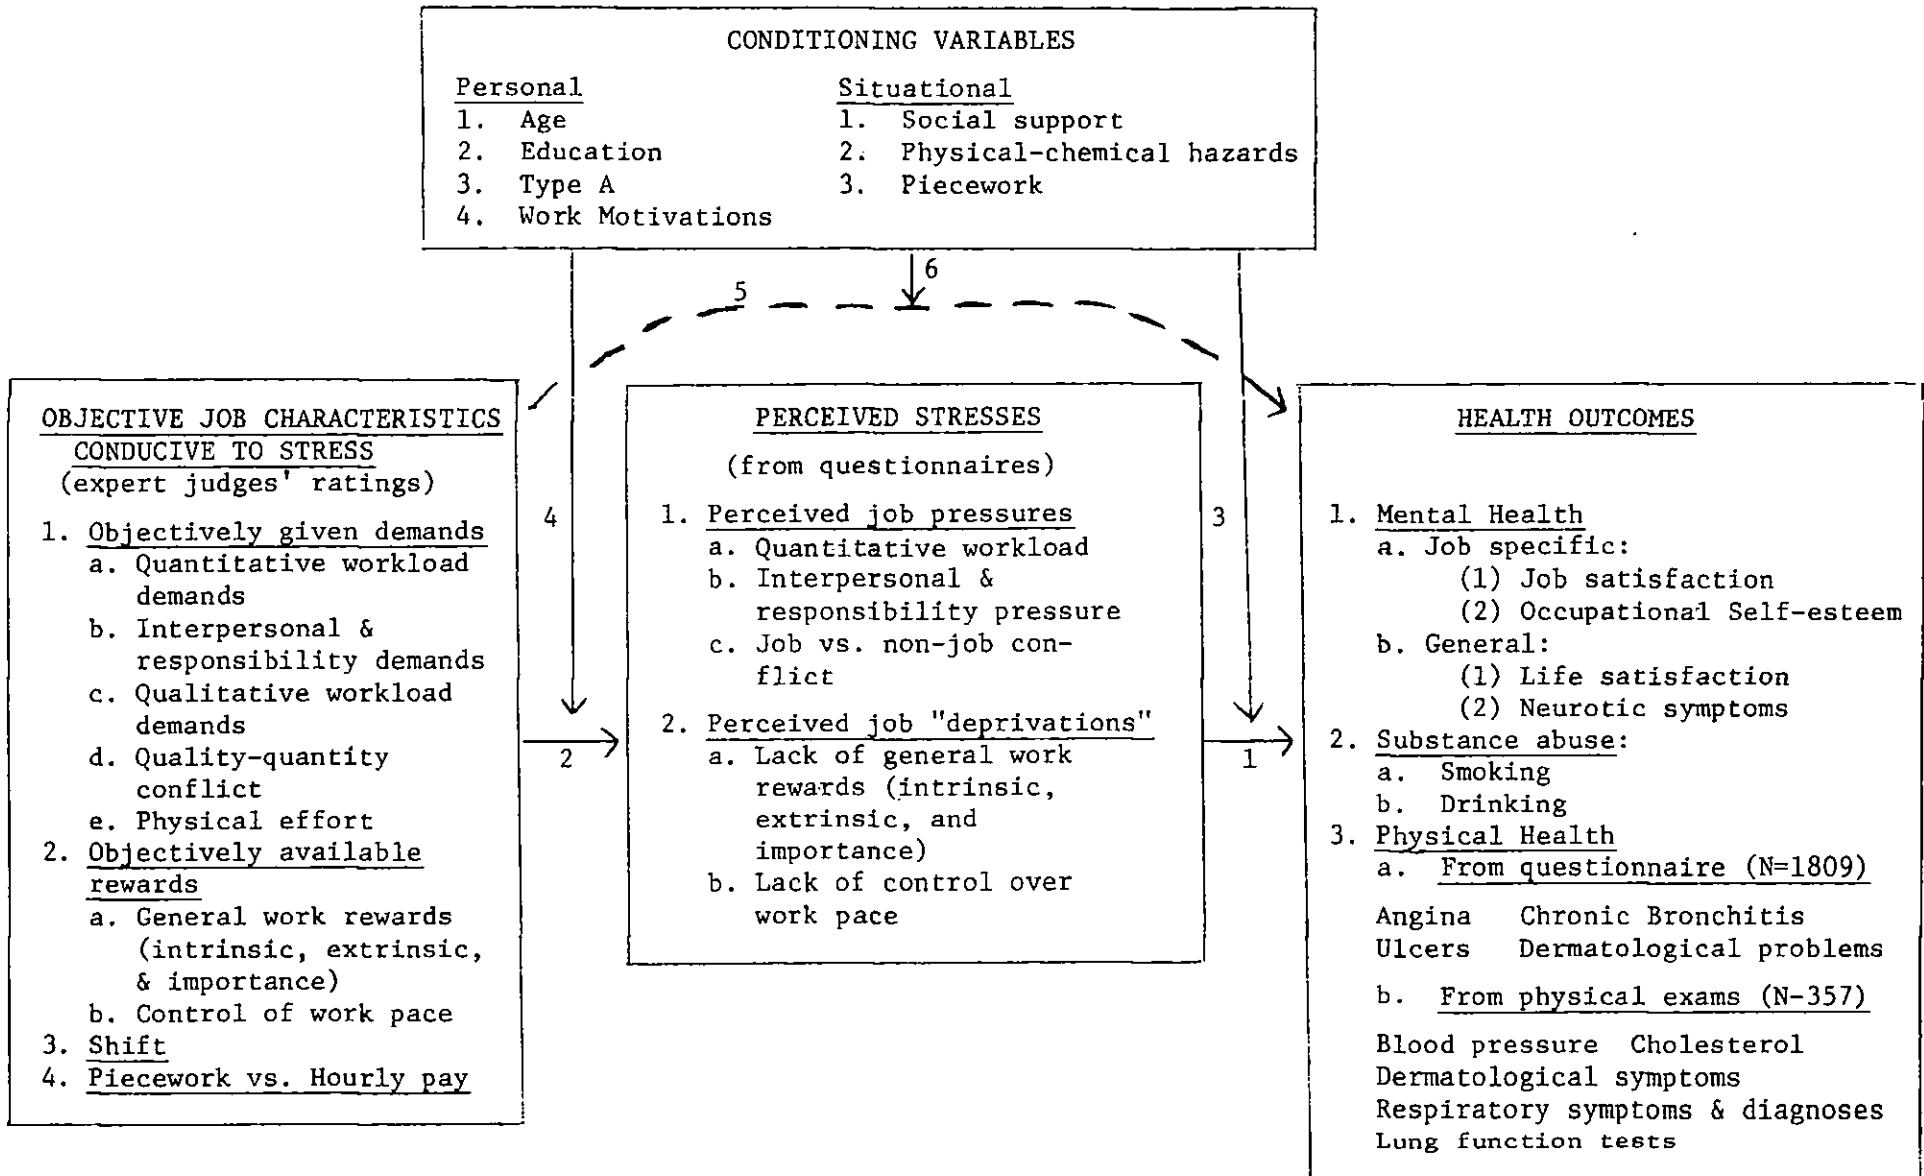 CONDITIONING VARIABLES
Personal
1. Age
2. Education
3. Type A
4. Work Motivations
Situational
1. Social support
2. Physical-chemical hazards
3. Piecework
6
5
4
3
2
1
OBJECTIVE JOB CHARACTERISTICS
CONDUCIVE TO STRESS
(expert judges' ratings)
1. Objectively given demands
a. Quantitative workload
demands
b. Interpersonal &
responsibility demands
c. Qualitative workload
demands
d. Quality-quantity
conflict
e. Physical effort
2. Objectively available
rewards
a. General work rewards
(intrinsic, extrinsic,
& importance)
b. Control of work pace
3. Shift
4. Piecework vs. Hourly pay
PERCEIVED STRESSES
(from questionnaires)
1. Perceived job pressures
a. Quantitative workload
b. Interpersonal &
responsibility pressure
c. Job vs. non-job con-
flict
2. Perceived job "deprivations"
a. Lack of general work
rewards (intrinsic,
extrinsic, and
importance)
b. Lack of control over
work pace
HEALTH OUTCOMES
1. Mental Health
a. Job specific:
(1) Job satisfaction
(2) Occupational Self-esteem
b. General:
(1) Life satisfaction
(2) Neurotic symptoms
2. Substance abuse:
a. Smoking
b. Drinking
3. Physical Health
a. From questionnaire (N=1809)
Angina Chronic Bronchitis
Ulcers Dermatological problems
b. From physical exams (N-357)
Blood pressure Cholesterol
Dermatological symptoms
Respiratory symptoms & diagnoses
Lung function tests